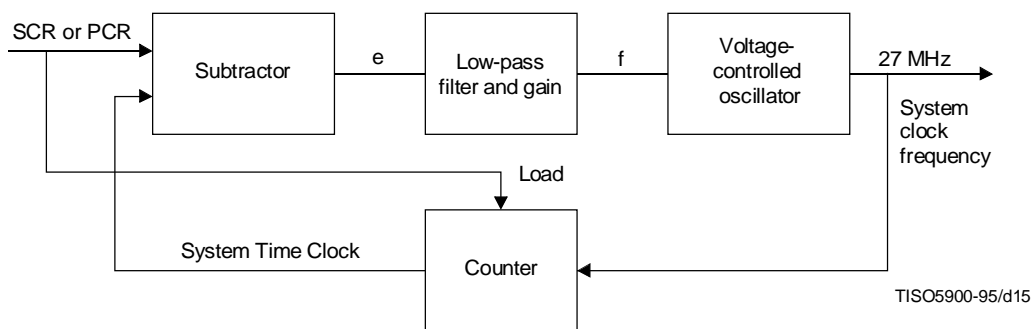 SCR or PCR
Subtractor
e
Low-pass
filter and gain
f
Voltage-
controlled
oscillator
27 MHz
System
clock
frequency
Load
System Time Clock
Counter
TISO5900-95/d15